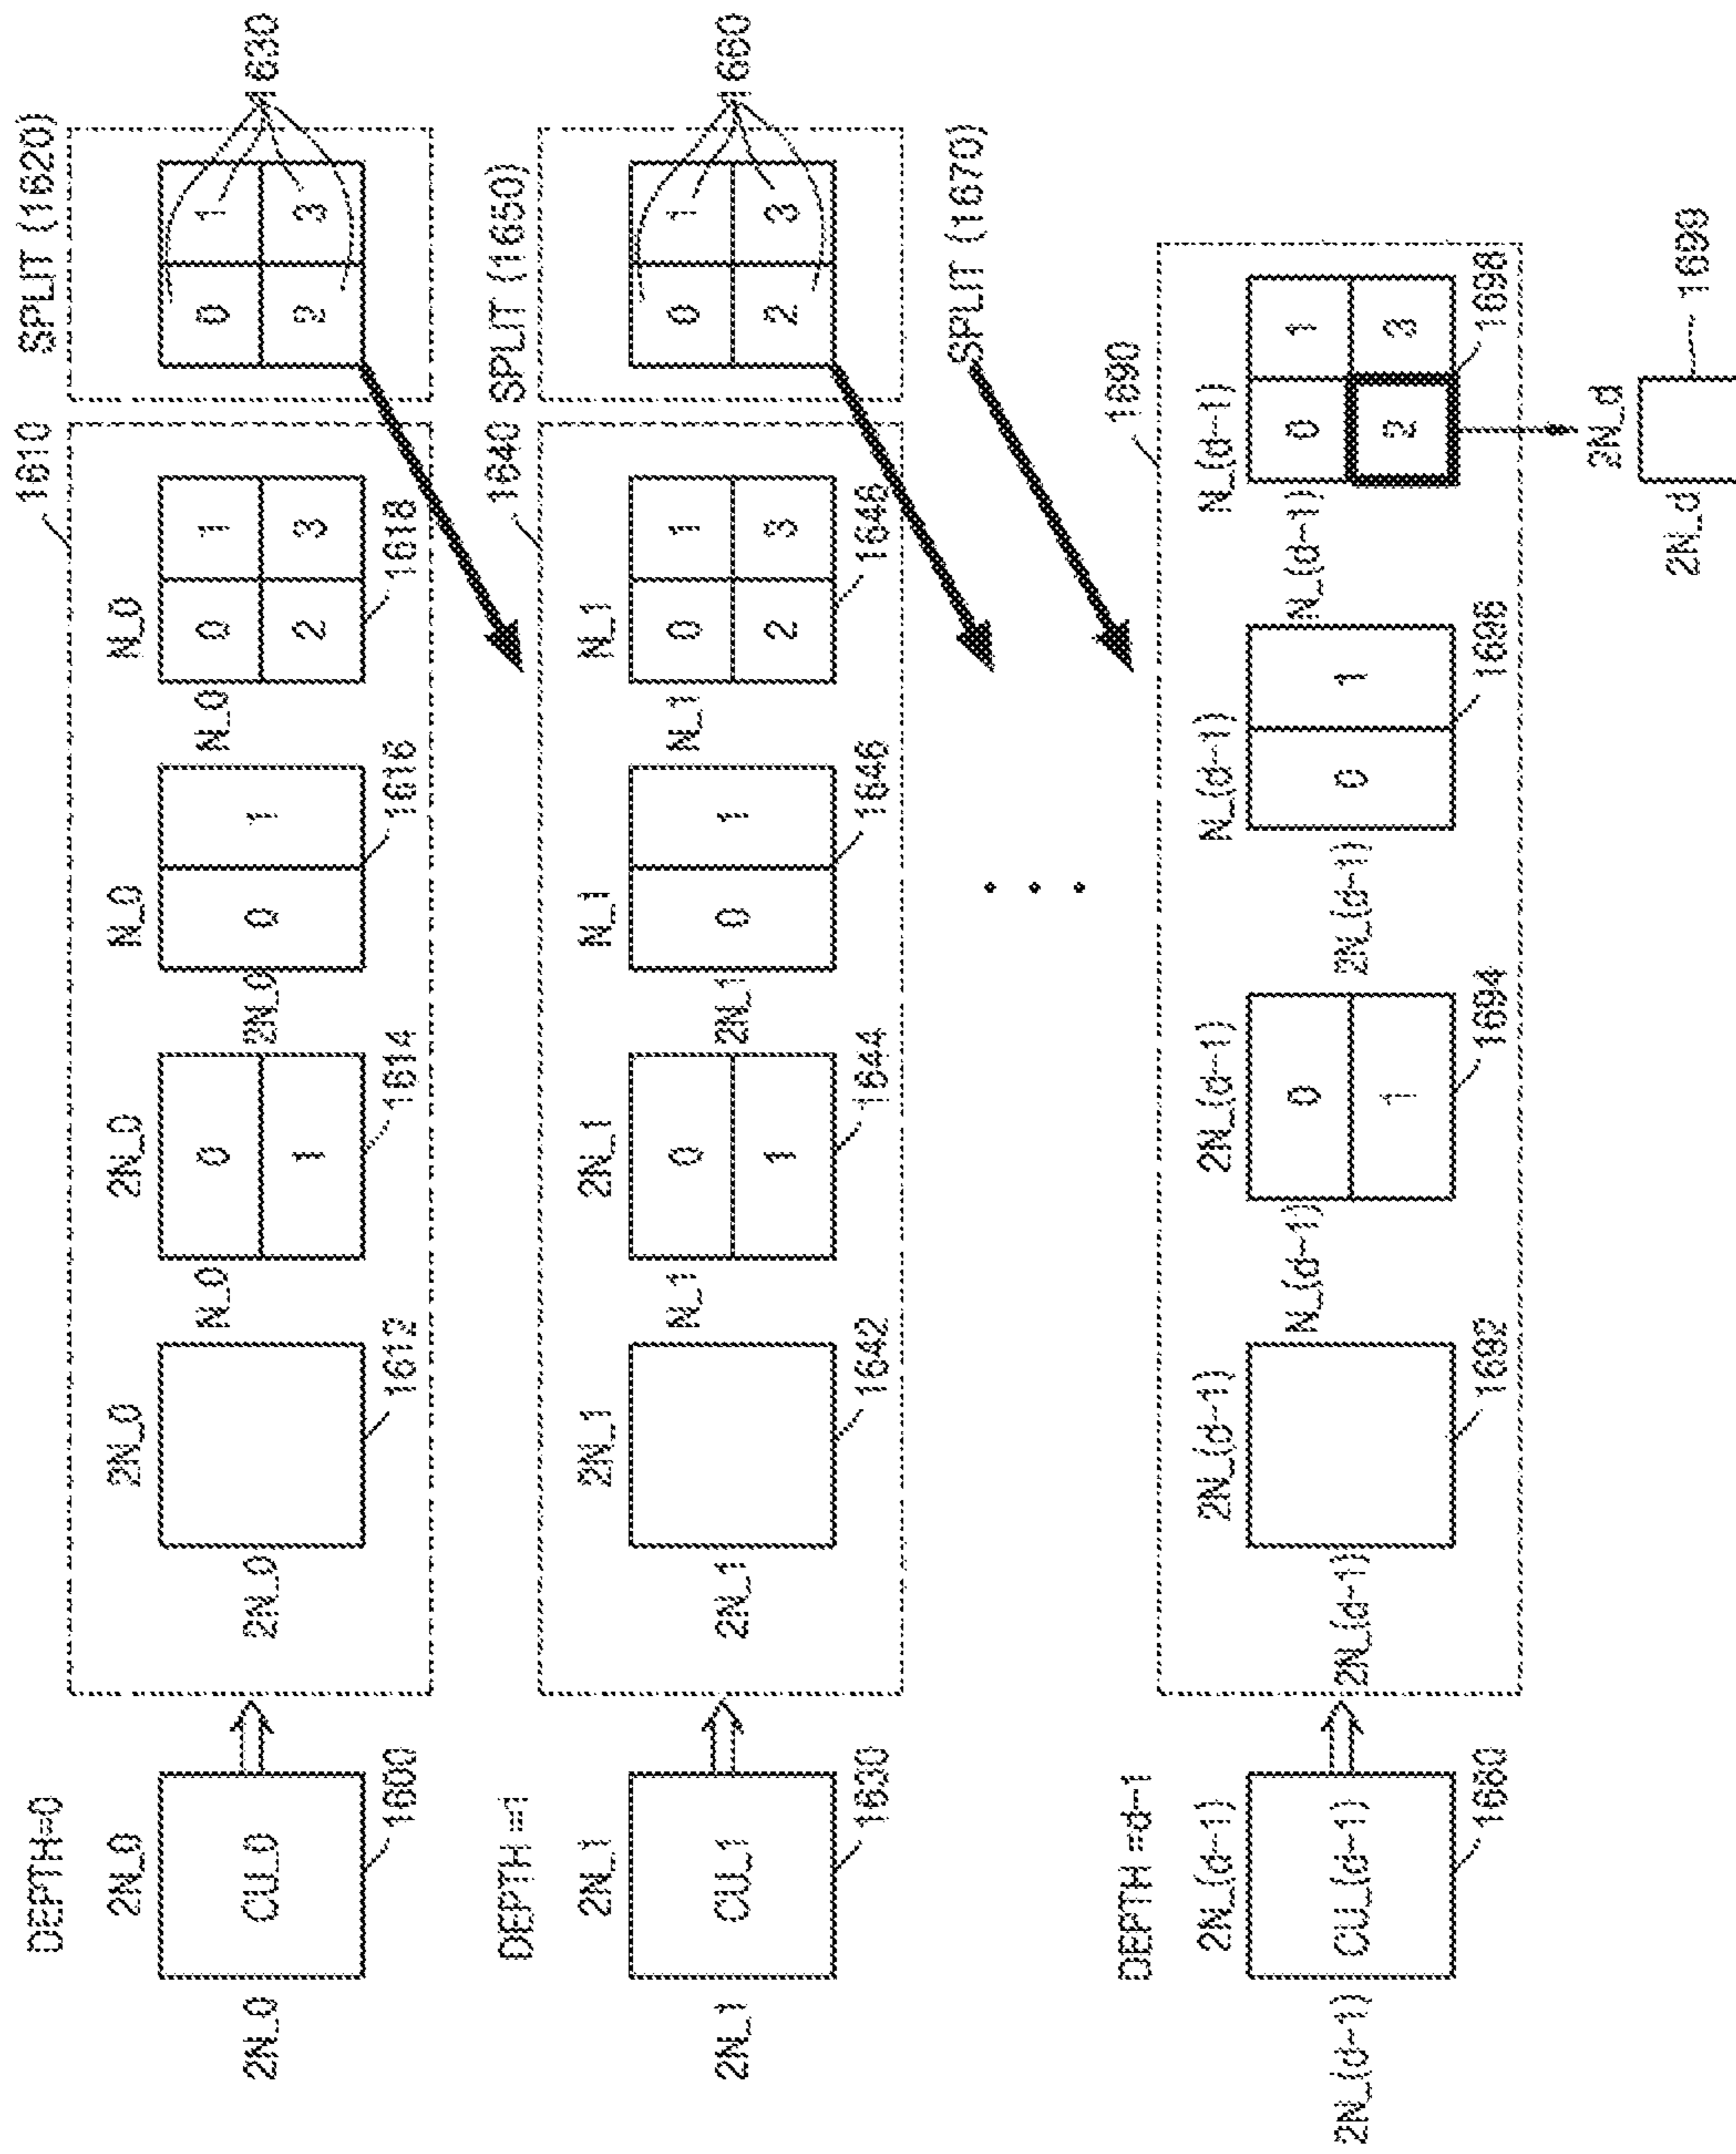 DEPTH=0
2N_0
2N_0
CU_0
1600
1610
2N_0
2N_0
1612
2N_0
N_0
0
1
1614
N_0
2N_0
0 1
1616
N_0
N_0
0 1
2 3
1618
SPLIT (1620)
0 1
2 3
1630
DEPTH=1
2N_1
2N_1
CU_1
1630
1640
2N_1
2N_1
1642
2N_1
N_1
0
1
1644
N_1
2N_1
0 1
1646
N_1
N_1
0 1
2 3
SPLIT (1650)
0 1
2 3
1660
SPLIT (1670)
DEPTH =d-1
2N_(d-1)
2N_(d-1)
CU_(d-1)
1680
1690
2N_(d-1)
2N_(d-1)
1692
2N_(d-1)
N_(d-1)
0
1
1694
N_(d-1)
2N_(d-1)
0 1
1696
N_(d-1)
N_(d-1)
0 1
2 3
1698
2N_d
2N_d